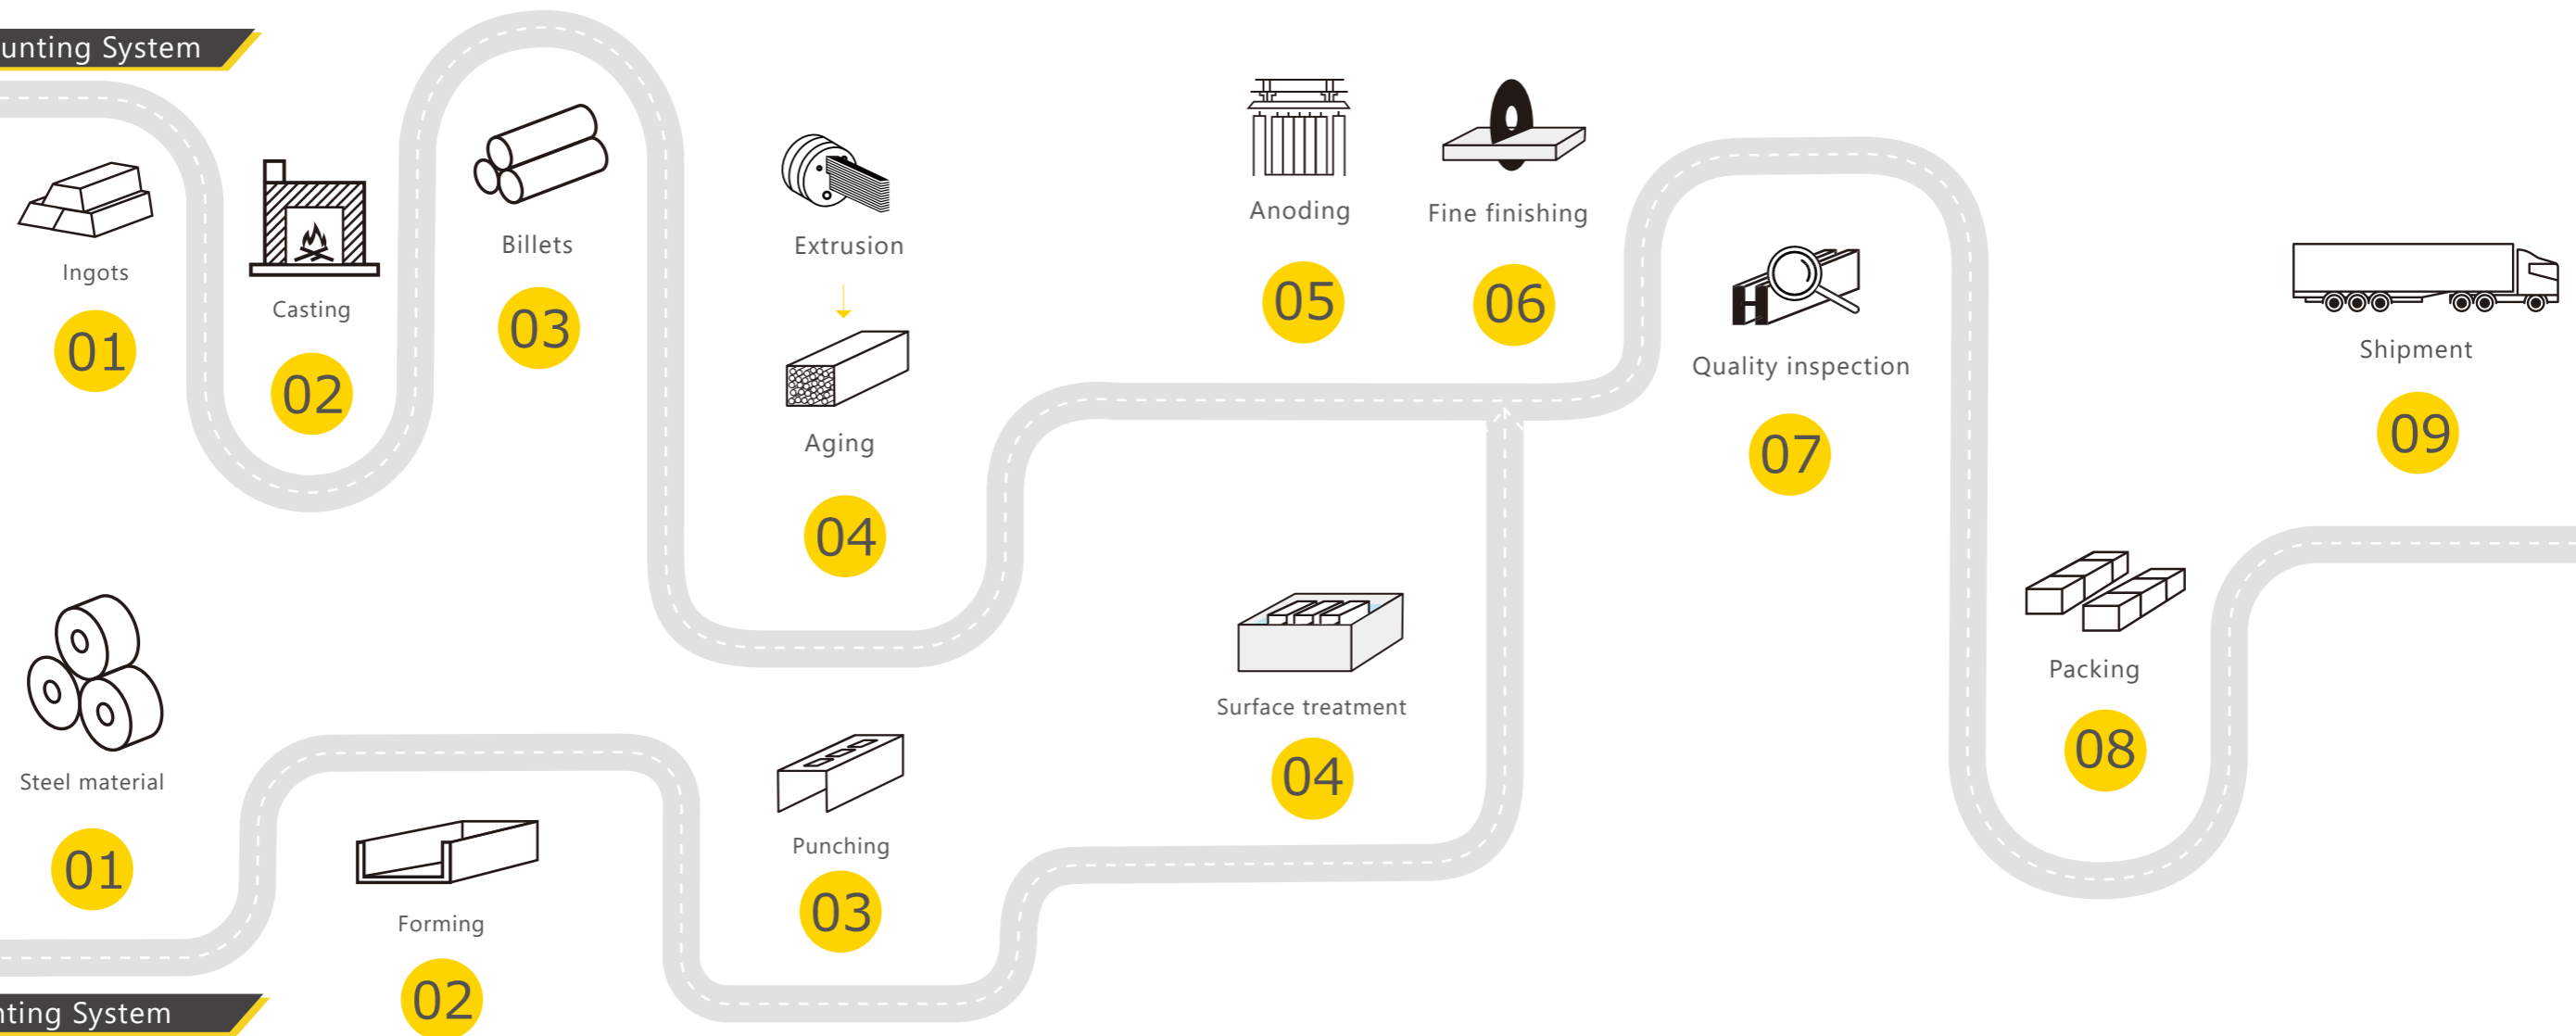 unting System
Ingots
01
Casting
02
Billets
03
Extrusion
Aging
04
Anoding
05
Fine finishing
06
Quality inspection
07
Packing
08
Shipment
09
Steel material
01
Forming
02
Punching
03
Surface treatment
04
nting System